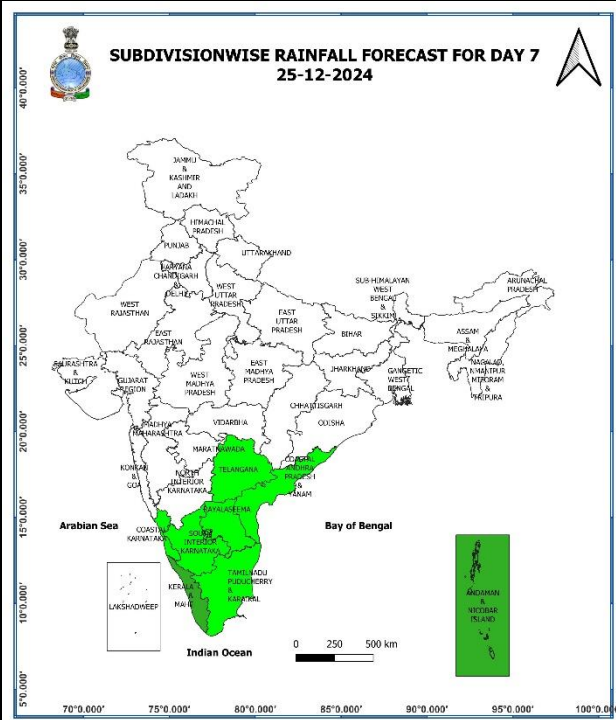 SUBDIVISIONWISE RAINFALL FORECAST FOR DAY 7
25-12-2024
40°0.000'
35°0.000'
30°0.000'
25°0.000'
20°0.000'
15°0.000'
10°0.000'
5°0.000'
JAMMU
&
KASHMIR
AND
LADAKH
HIMACHAL
PRADESH
PUNJAB
UTTARAKHAND
HARYANA
CHANDIGARH
&
DELHI
WEST
UTTAR
PRADESH
WEST
RAJASTHAN
EAST
RAJASTHAN
EAST
UTTAR
PRADESH
SUB-HIMALAYAN
WEST
BENGAL
&
SIKKIM
ARUNACHAL
PRADESH
BIHAR
ASSAM
&
MEGHALAYA
SAURASHTRA
&
KUTCH
GUJARAT
REGION
WEST
MADHYA
PRADESH
EAST
MADHYA
PRADESH
JHARKHAND
GANGETIC
WEST
BENGAL
MIZORAM
&
TRIPURA
CHHATTISGARH
ODISHA
MADHYA
MAHARASHTRA
VIDARBHA
MARATHWADA
KONKAN
&
GOA
NORTH
INTERIOR
KARNATAKA
TELANGANA
COASTAL
ANDHRA
PRADESH
&
YANAM
RAYALASEEMA
Arabian Sea
Bay of Bengal
COASTAL
KARNATAKA
SOUTH
INTERIOR
KARNATAKA
KERALA
&
MAHE
TAMILNADU
PUDUCHERRY
&
KARAIKAL
LAKSHADWEEP
ANDAMAN
&
NICOBAR
ISLAND
Indian Ocean
0 250 500 km
70°0.000' 75°0.000' 80°0.000' 85°0.000' 90°0.000' 95°0.000' 100°0.000'